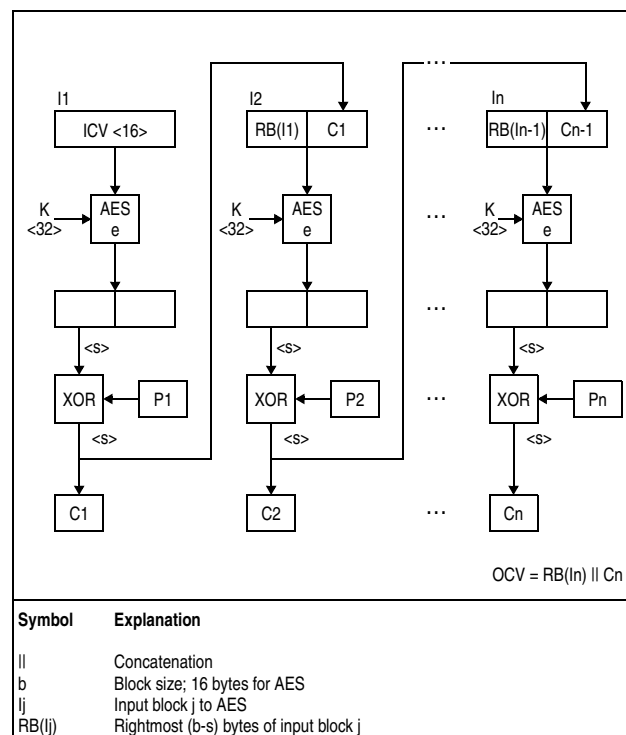 ...
I1 I2 In
ICV <16> RB(I1) C1 ... RB(In-1) Cn-1
K AES K AES ... K AES
<32> e <32> e <32> e
...
<s> <s> <s>
XOR P1 XOR P2 ... XOR Pn
<s> <s> <s>
C1 C2 ... Cn
OCV = RB(In) || Cn
Symbol Explanation
|| Concatenation
b Block size; 16 bytes for AES
Ij Input block j to AES
RB(Ij) Rightmost (b-s) bytes of input block j